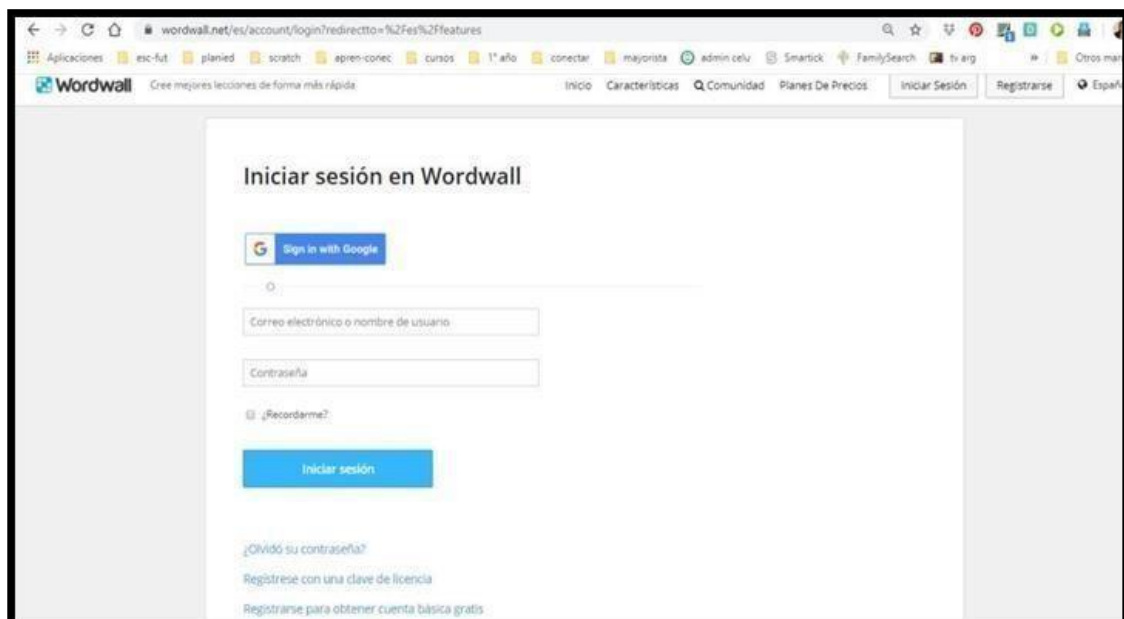 wordwall.net/es/account/login?redirectto=%2Fes%2Ffeatures
Aplicaciones esc-fut planied scratch apren-conec cursos 1° año conectar mayorista admin celu Smartick FamilySearch tv arg » Otros mar
Wordwall Cree mejores lecciones de forma más rápida Inicio Características Comunidad Planes De Precios Iniciar Sesión Registrarse Españ
Iniciar sesión en Wordwall
G Sign in with Google
O
Correo electrónico o nombre de usuario
Contraseña
¿Recordarme?
Iniciar sesión
¿Olvidó su contraseña?
Regístrese con una clave de licencia
Registrarse para obtener cuenta básica gratis